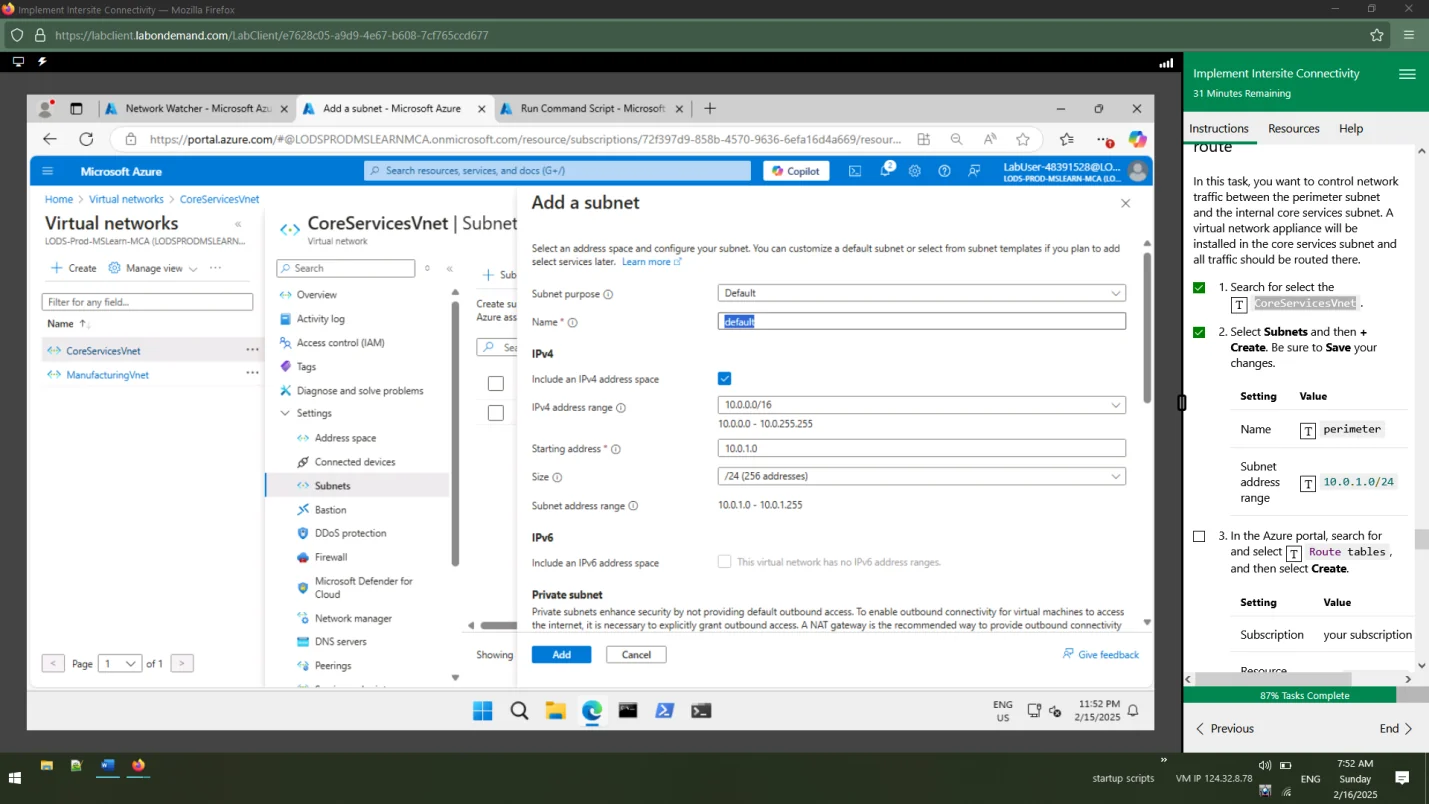 Implement Intersite Connectivity — Mozilla Firefox
https://labclient.labondemand.com/LabClient/e7628c05-a9d9-4e67-b608-7cf765ccd677
Network Watcher - Microsoft Azu
Add a subnet - Microsoft Azure
Run Command Script - Microsoft
https://portal.azure.com/#@LODSPRODMSLEARNMCA.onmicrosoft.com/resource/subscriptions/72f397d9-858b-4570-9636-6efa16d4a669/resour...
Microsoft Azure
Search resources, services, and docs (G+/)
Copilot
2
LabUser-48391528@LO...
LODS-PROD-MSLEARN-MCA (LO...
Home > Virtual networks > CoreServicesVnet
Virtual networks
LODS-Prod-MSLearn-MCA (LODSPRODMSLEARN...
Create
Manage view
Filter for any field...
Name
CoreServicesVnet
ManufacturingVnet
Page
1
of 1
CoreServicesVnet | Subnet
Virtual network
Search
Overview
Activity log
Access control (IAM)
Tags
Diagnose and solve problems
Settings
Address space
Connected devices
Subnets
Bastion
DDoS protection
Firewall
Microsoft Defender for
Cloud
Network manager
DNS servers
Peerings
Sub
Create su
Azure ass
Sea
Showing
Add a subnet
Select an address space and configure your subnet. You can customize a default subnet or select from subnet templates if you plan to add
select services later. Learn more
Subnet purpose
Default
Name *
default
IPv4
Include an IPv4 address space
IPv4 address range
10.0.0.0/16
10.0.0.0 - 10.0.255.255
Starting address *
10.0.1.0
Size
/24 (256 addresses)
Subnet address range
10.0.1.0 - 10.0.1.255
IPv6
Include an IPv6 address space
This virtual network has no IPv6 address ranges.
Private subnet
Private subnets enhance security by not providing default outbound access. To enable outbound connectivity for virtual machines to access
the internet, it is necessary to explicitly grant outbound access. A NAT gateway is the recommended way to provide outbound connectivity
Add
Cancel
Give feedback
ENG
US
11:52 PM
2/15/2025
Implement Intersite Connectivity
31 Minutes Remaining
Instructions
Resources
Help
route
In this task, you want to control network
traffic between the perimeter subnet
and the internal core services subnet. A
virtual network appliance will be
installed in the core services subnet and
all traffic should be routed there.
1. Search for select the
T CoreServicesVnet .
2. Select Subnets and then +
Create. Be sure to Save your
changes.
Setting Value
Name T perimeter
Subnet
address
range
T 10.0.1.0/24
3. In the Azure portal, search for
and select T Route tables ,
and then select Create.
Setting Value
Subscription your subscription
Resource
87% Tasks Complete
Previous
End
startup scripts
VM IP 124.32.8.78
ENG
7:52 AM
Sunday
2/16/2025